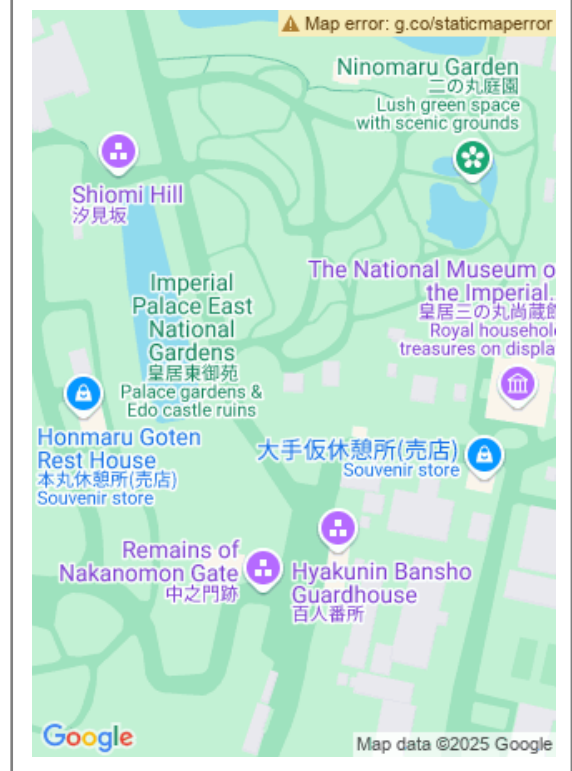 Map error: g.co/staticmaperror
Ninomaru Garden
二の丸庭園
Lush green space
with scenic grounds
Shiomi Hill
汐見坂
The National Museum o
the Imperial...
皇居三の丸尚蔵館
Royal household
treasures on displa
Imperial
Palace East
National
Gardens
皇居東御苑
Palace gardens &
Edo castle ruins
Honmaru Goten
Rest House
本丸休憩所(売店)
Souvenir store
大手仮休憩所(売店)
Souvenir store
Remains of
Nakanomon Gate
中之門跡
Hyakunin Bansho
Guardhouse
百人番所
Google
Map data ©2025 Google